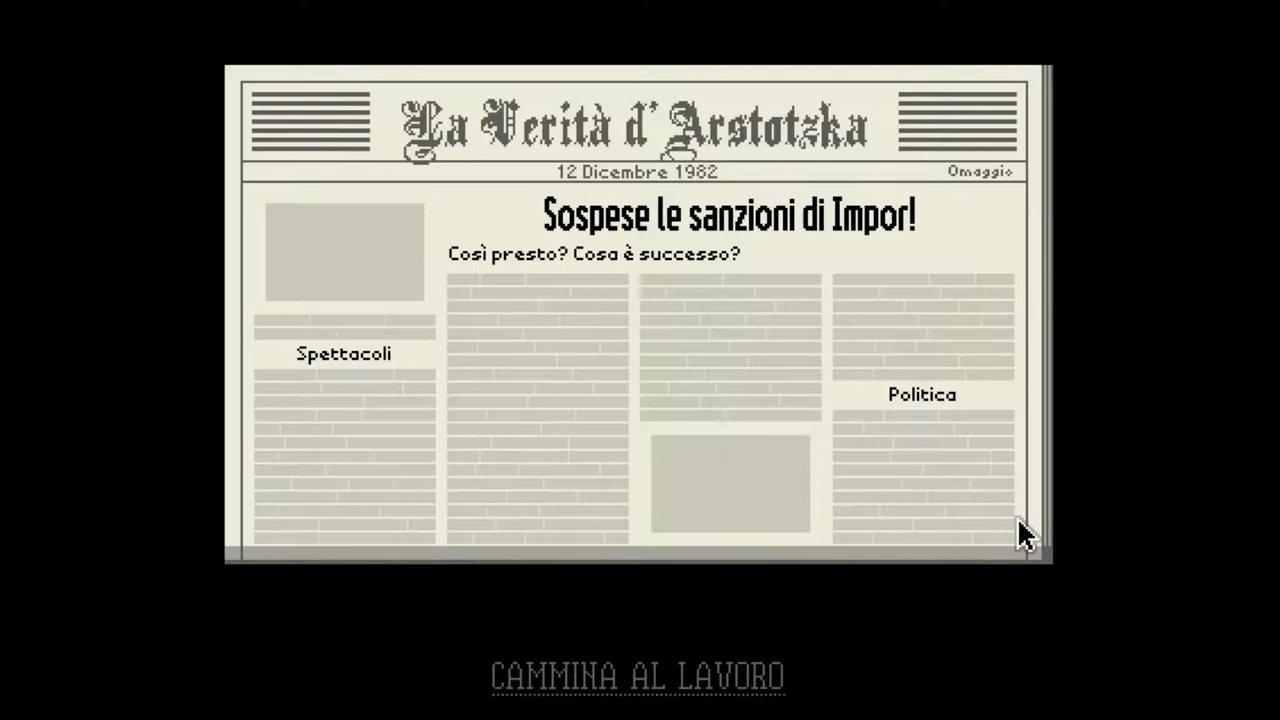 La Verità d'Arstotzka
12 Dicembre 1982
Omaggio
Sospese le sanzioni di Impor!
Così presto? Cosa è successo?
Spettacoli
Politica
CAMMINA AL LAVORO